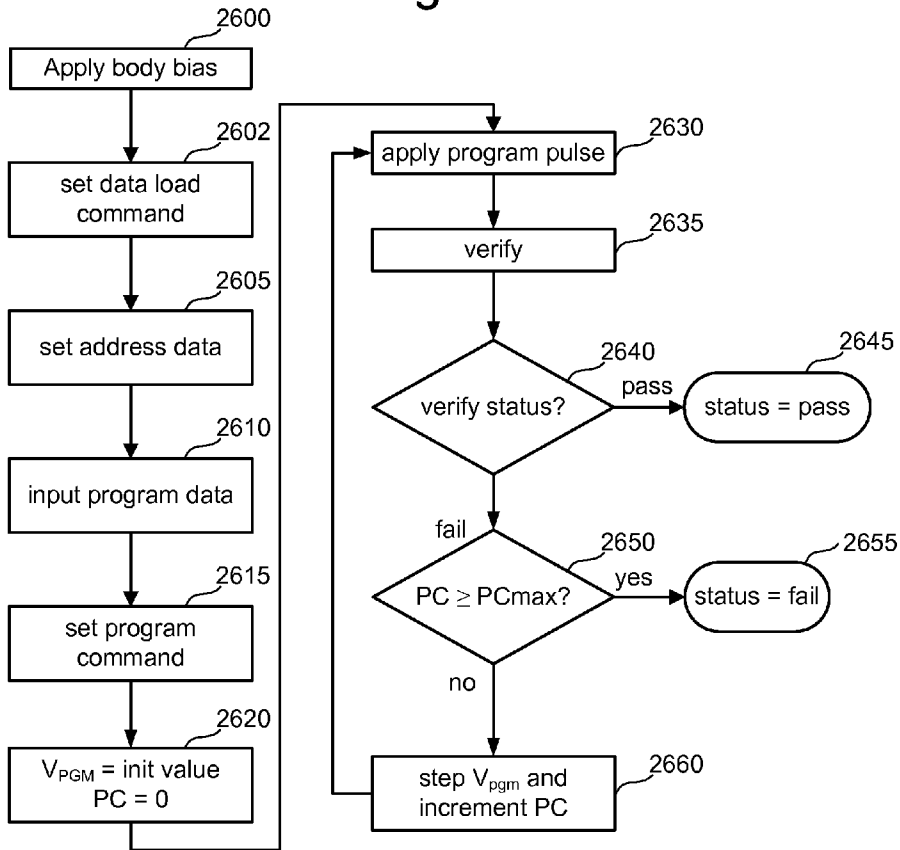 g
2600
Apply body bias
2602
set data load
command
2605
set address data
2610
input program data
2615
set program
command
2620
V_PGM = init value
PC = 0
2630
apply program pulse
2635
verify
2640
verify status?
pass
2645
status = pass
fail
2650
PC ≥ PCmax?
yes
2655
status = fail
no
2660
step V_pgm and
increment PC